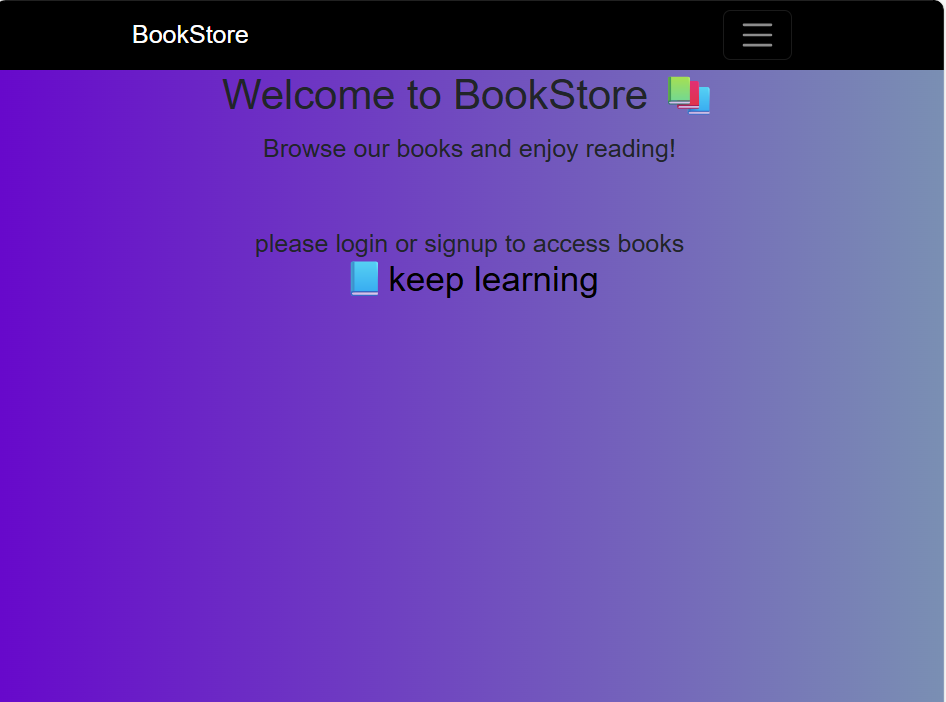 BookStore
Welcome to BookStore 📚
Browse our books and enjoy reading!
please login or signup to access books
📘 keep learning